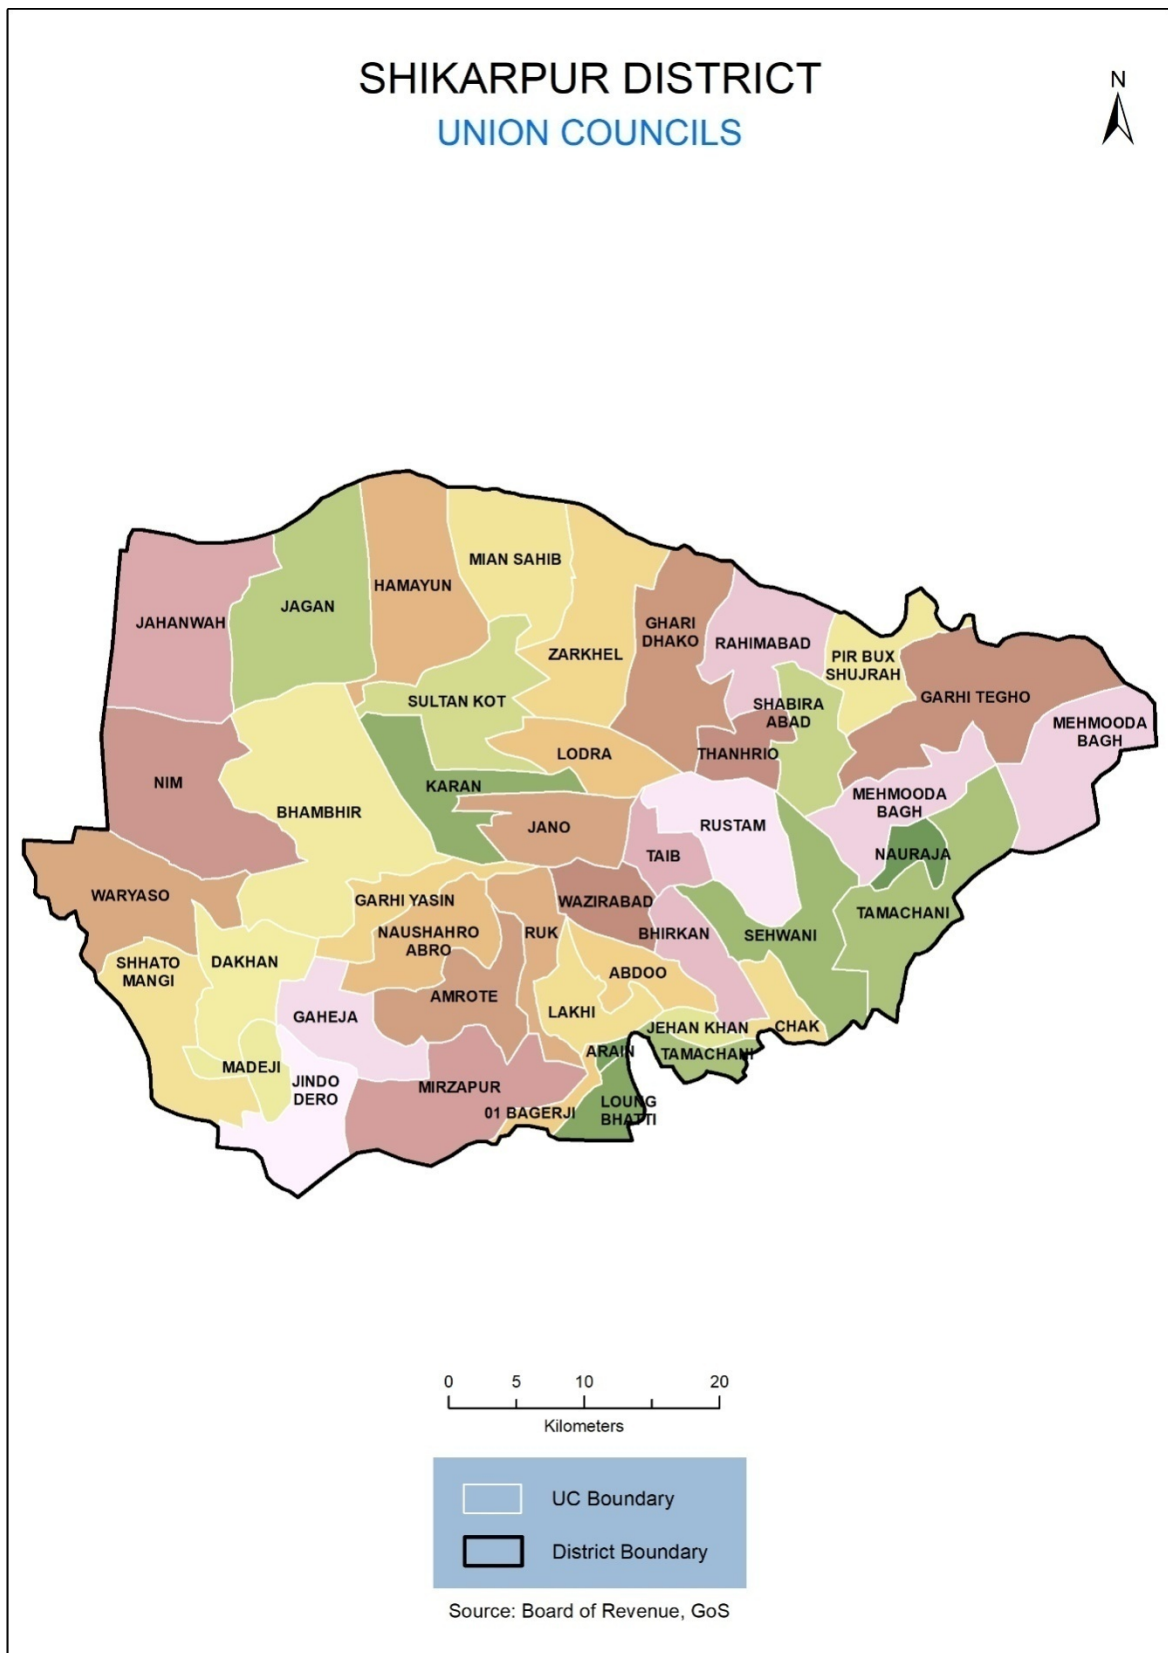 SHIKARPUR DISTRICT
UNION COUNCILS
N
MIAN SAHIB
HAMAYUN
JAGAN
JAHANWAH
GHARI
DHAKO
RAHIMABAD
ZARKHEL
PIR BUX
SHUJRAH
GARHI TEGHO
SULTAN KOT
SHABIRA
ABAD
MEHMOODA
BAGH
LODRA
THANHRIO
NIM
KARAN
MEHMOODA
BAGH
BHAMBHIR
JANO
RUSTAM
TAIB
NAURAJA
WARYASO
GARHI YASIN
WAZIRABAD
TAMACHANI
NAUSHAHRO
ABRO
RUK
BHIRKAN
SEHWANI
SHHATO
MANGI
DAKHAN
ABDOO
AMROTE
GAHEJA
LAKHI
JEHAN KHAN
CHAK
ARAIN
TAMACHANI
MADEJI
JINDO
DERO
MIRZAPUR
LOUNG
BHATTI
01 BAGERJI
0 5 10 20
Kilometers
UC Boundary
District Boundary
Source: Board of Revenue, GoS